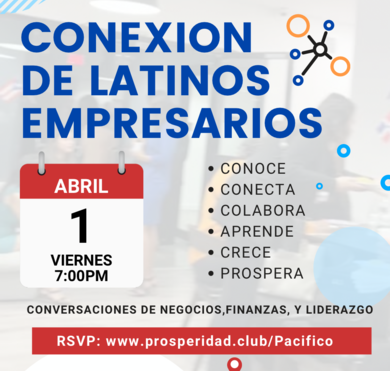 CONEXION
DE LATINOS
EMPRESARIOS
ABRIL
1
VIERNES
7:00PM
• CONOCE
• CONECTA
• COLABORA
• APRENDE
• CRECE
• PROSPERA
CONVERSACIONES DE NEGOCIOS,FINANZAS, Y LIDERAZGO
RSVP: www.prosperidad.club/Pacifico